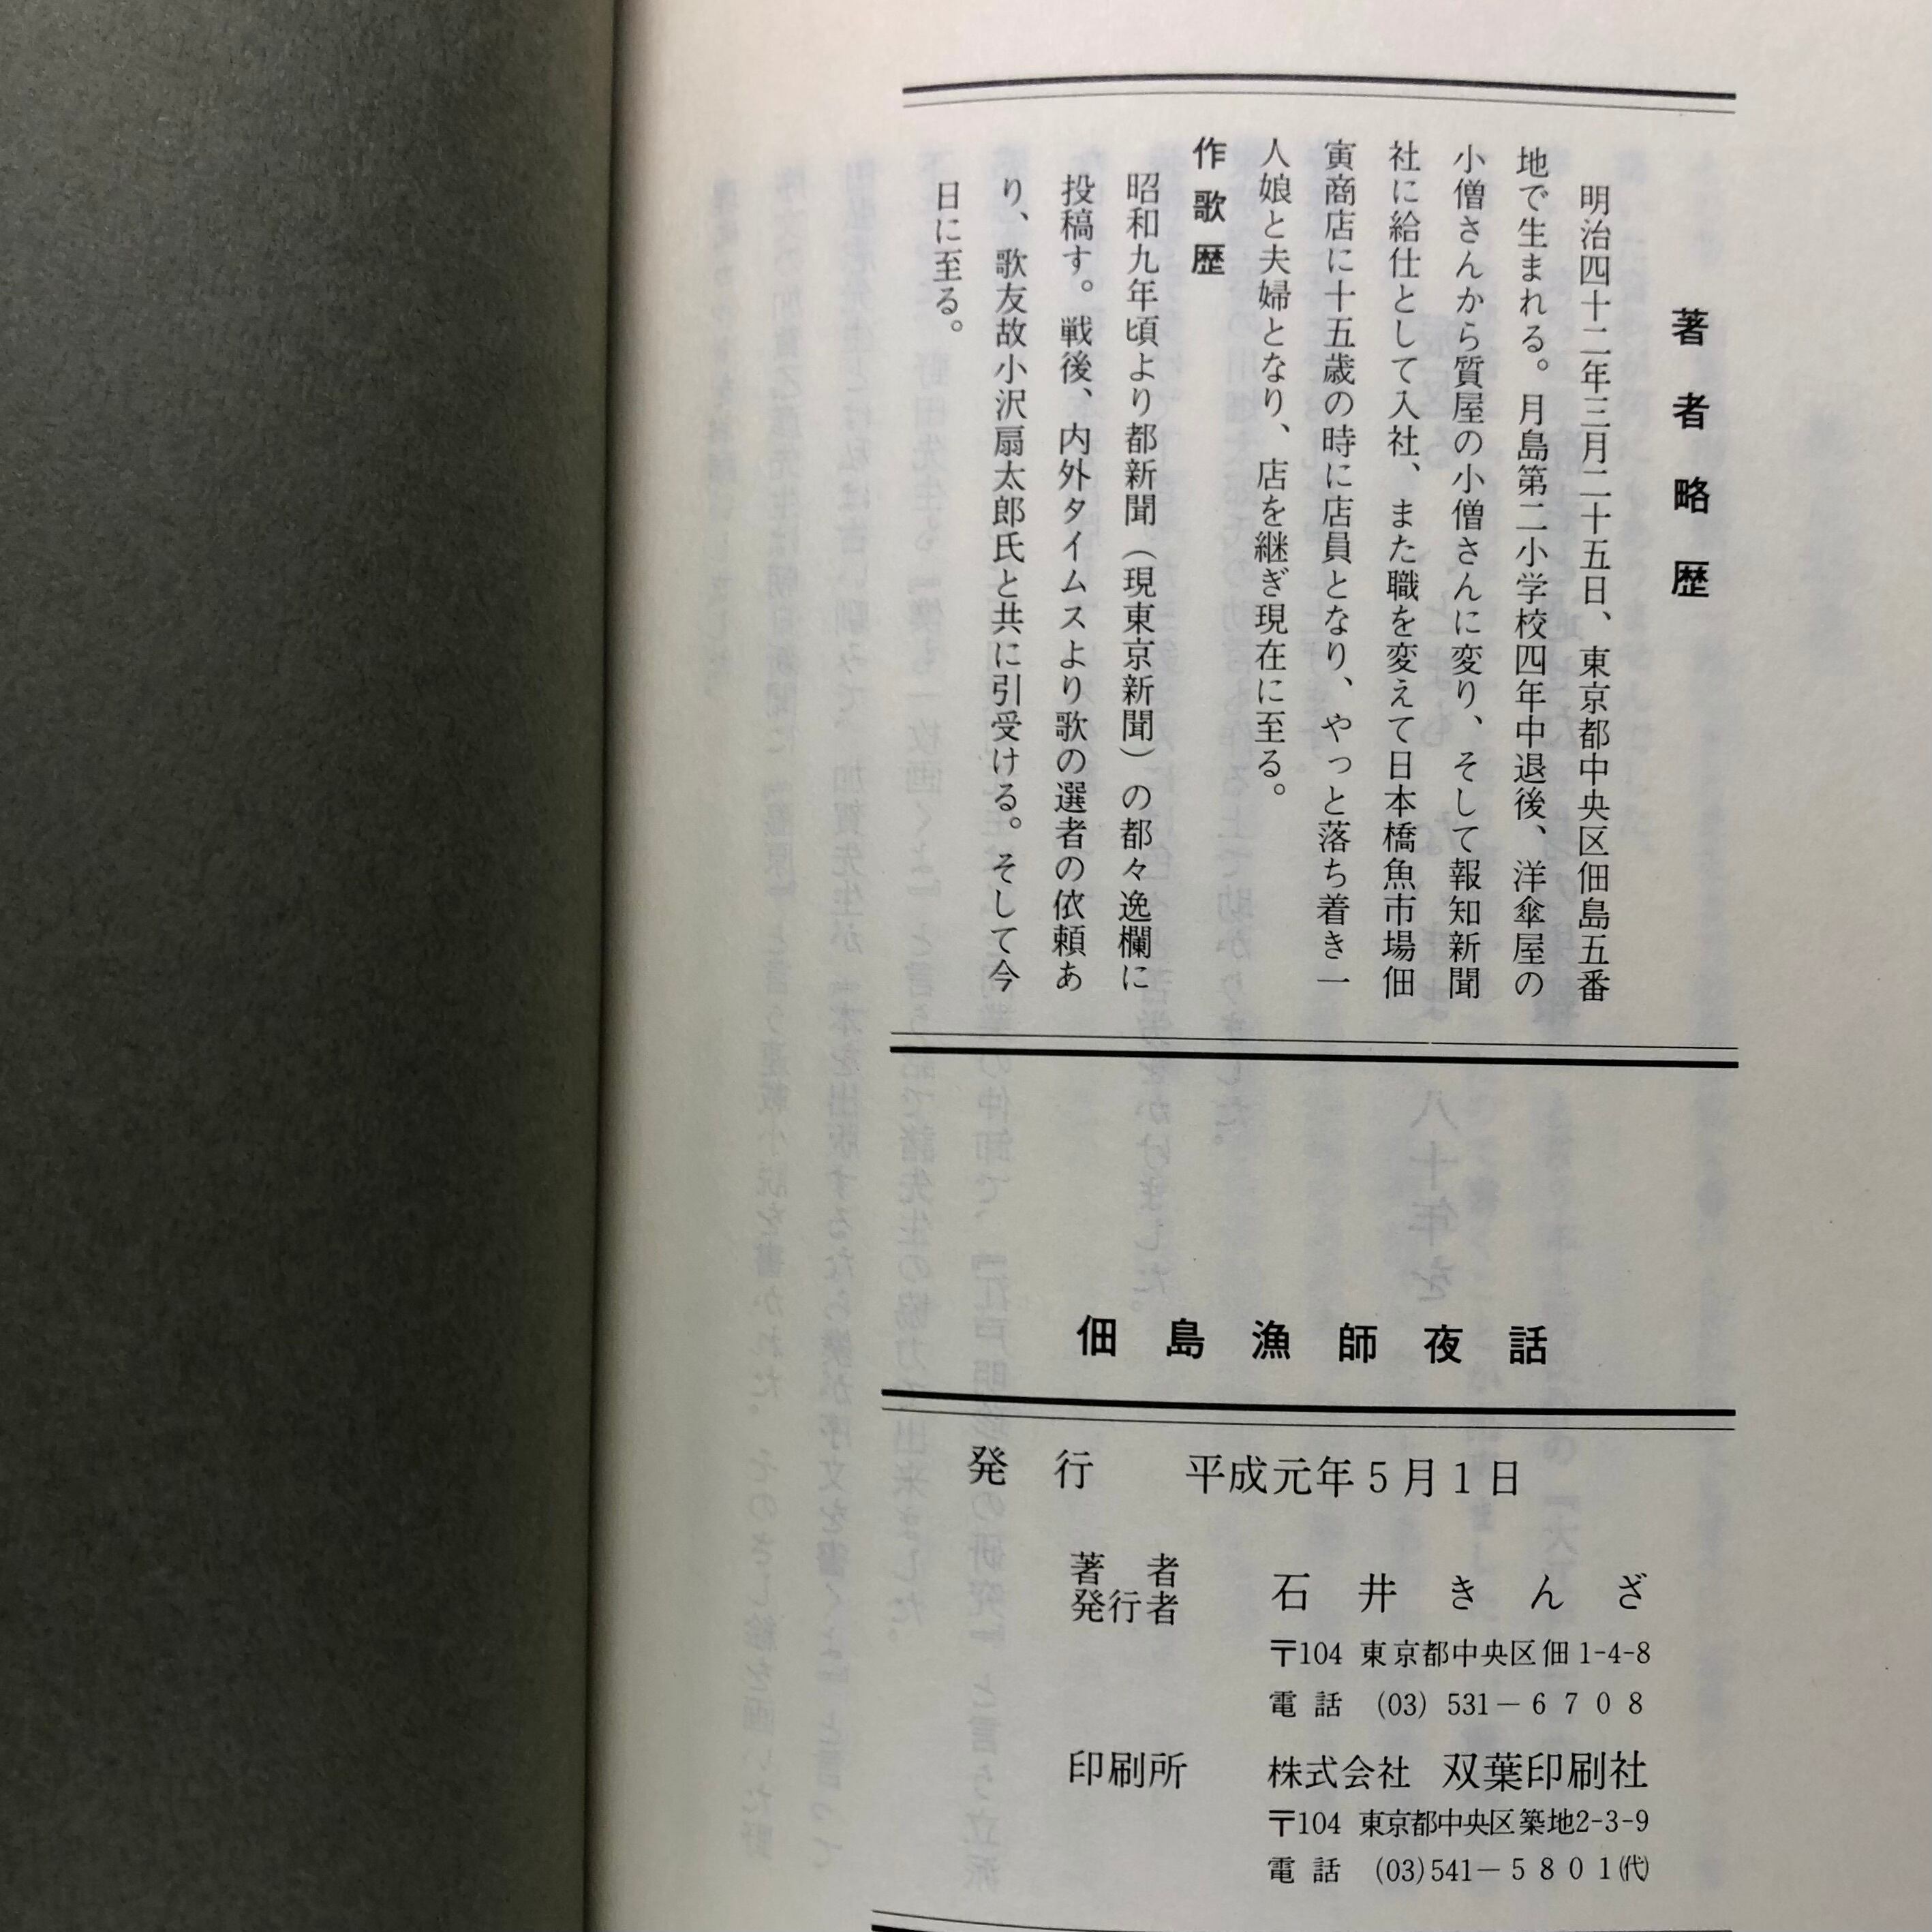 著者略歴
明治四十二年三月二十五日、東京都中央区佃島五番
地で生まれる。月島第二小学校四年中退後、洋傘屋の
小僧さんから質屋の小僧さんに変り、そして報知新聞
社に給仕として入社、また職を変えて日本橋魚市場佃
寅商店に十五歳の時に店員となり、やっと落ち着き一
人娘と夫婦となり、店を継ぎ現在に至る。
作歌歴
昭和九年頃より都新聞（現東京新聞）の都々逸欄に
投稿す。戦後、内外タイムスより歌の選者の依頼あ
り、歌友故小沢扇太郎氏と共に引受ける。そして今
日に至る。
佃島漁師夜話
発行 平成元年5月1日
著者
発行者 石井きんざ
〒104 東京都中央区佃1-4-8
電話 (03) 531－6708
印刷所 株式会社 双葉印刷社
〒104 東京都中央区築地2-3-9
電話 (03)541－5801(代)